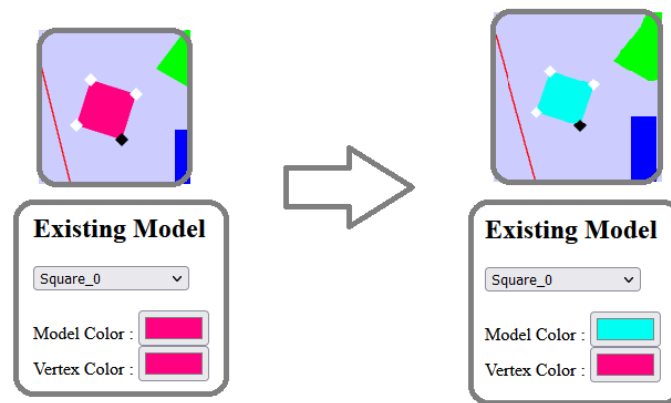 Existing Model
Square_0
Model Color :
Vertex Color :
Existing Model
Square_0
Model Color :
Vertex Color :